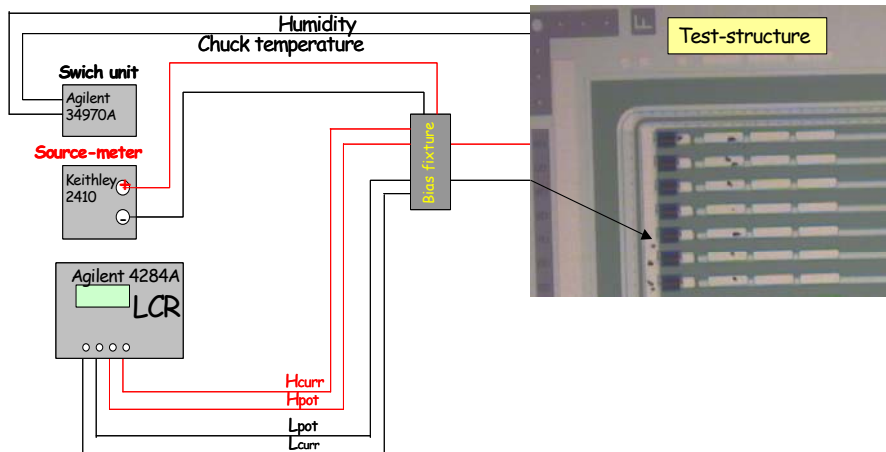 Humidity
Chuck temperature
Swich unit
Agilent
34970A
Source-meter
Keithley
2410
+
-
Bias fixture
Test-structure
F
Agilent 4284A
LCR
Hcurr
Hpot
Lpot
Lcurr